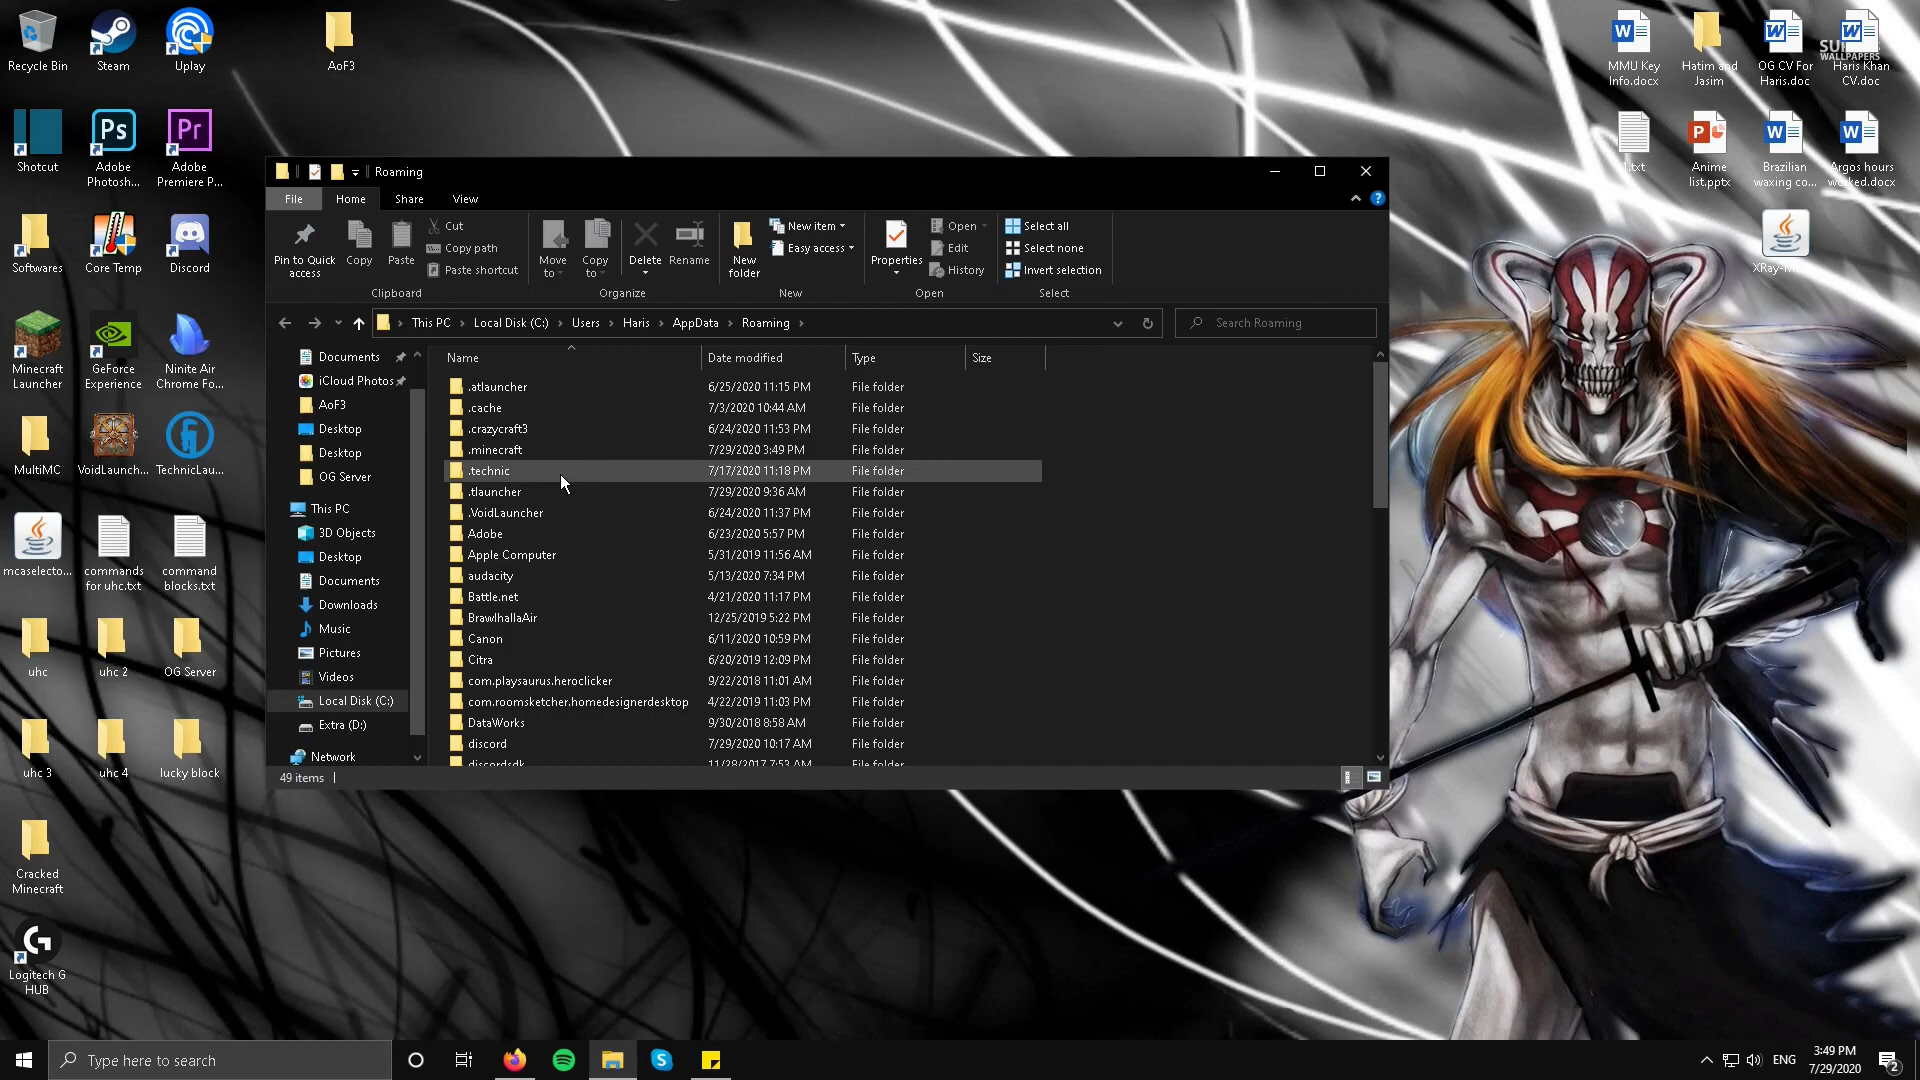 Recycle Bin
Steam
Uplay
AoF3
MMU Key
Info.docx
Hatim and
Jasim
OG CV For
Haris.doc
WALLPAPERS
Haris Khan
CV.doc
Shotcut
Adobe
Photosh...
Adobe
Premiere P...
1.txt
Anime
list.pptx
Brazilian
waxing co...
Argos hours
worked.docx
Softwares
Core Temp
Discord
Minecraft
Launcher
GeForce
Experience
Ninite Air
Chrome Fo...
MultiMC
VoidLaunch...
TechnicLau...
mcaselecto...
commands
for uhc.txt
command
blocks.txt
uhc
uhc 2
OG Server
uhc 3
uhc 4
lucky block
Cracked
Minecraft
Logitech G
HUB
Roaming
File
Home
Share
View
Pin to Quick
access
Copy
Paste
Cut
Copy path
Paste shortcut
Clipboard
Move
to
Copy
to
Delete
Rename
Organize
New
folder
New item
Easy access
New
Properties
Open
Edit
History
Open
Select all
Select none
Invert selection
Select
This PC
Local Disk (C:)
Users
Haris
AppData
Roaming
Search Roaming
Documents
iCloud Photos
AoF3
Desktop
Desktop
OG Server
This PC
3D Objects
Desktop
Documents
Downloads
Music
Pictures
Videos
Local Disk (C:)
Extra (D:)
Network
Name Date modified Type Size
.atlauncher 6/25/2020 11:15 PM File folder
.cache 7/3/2020 10:44 AM File folder
.crazycraft3 6/24/2020 11:53 PM File folder
.minecraft 7/29/2020 3:49 PM File folder
.technic 7/17/2020 11:18 PM File folder
.tlauncher 7/29/2020 9:36 AM File folder
.VoidLauncher 6/24/2020 11:37 PM File folder
Adobe 6/23/2020 5:57 PM File folder
Apple Computer 5/31/2019 11:56 AM File folder
audacity 5/13/2020 7:34 PM File folder
Battle.net 4/21/2020 11:17 PM File folder
BrawlhallaAir 12/25/2019 5:22 PM File folder
Canon 6/11/2020 10:59 PM File folder
Citra 6/20/2019 12:09 PM File folder
com.playsaurus.heroclicker 9/22/2018 11:01 AM File folder
com.roomsketcher.homedesignerdesktop 4/22/2019 11:03 PM File folder
DataWorks 9/30/2018 8:58 AM File folder
discord 7/29/2020 10:17 AM File folder
discordsdk 11/28/2017 7:53 AM File folder
49 items
Type here to search
ENG
3:49 PM
7/29/2020
2